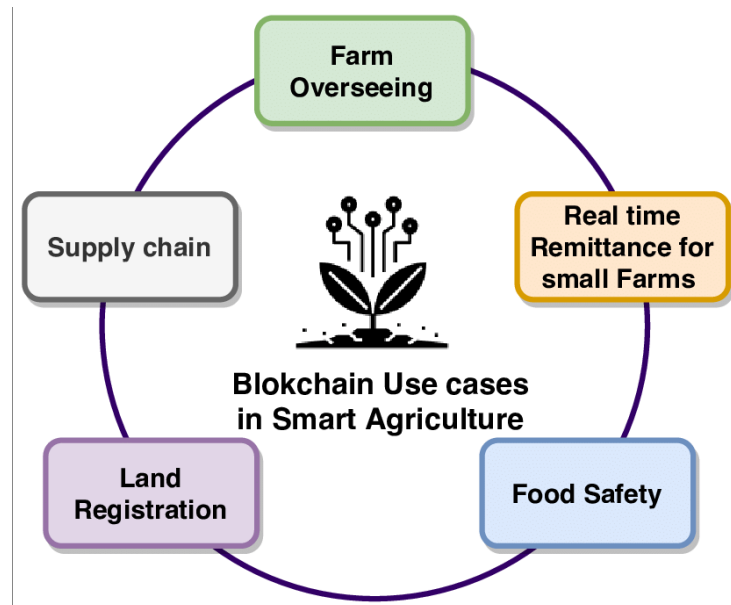 Farm
Overseeing
Supply chain
Real time
Remittance for
small Farms
Blokchain Use cases
in Smart Agriculture
Land
Registration
Food Safety